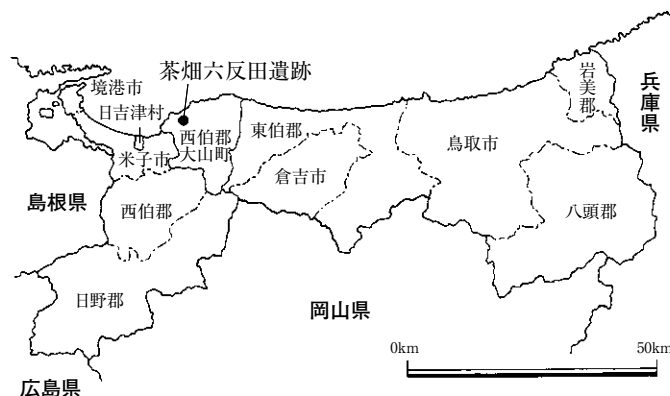 茶畑六反田遺跡
境港市
日吉津村
米子市
西伯郡
大山町
東伯郡
倉吉市
鳥取市
岩美郡
兵庫県
八頭郡
島根県
西伯郡
日野郡
岡山県
広島県
0km
50km